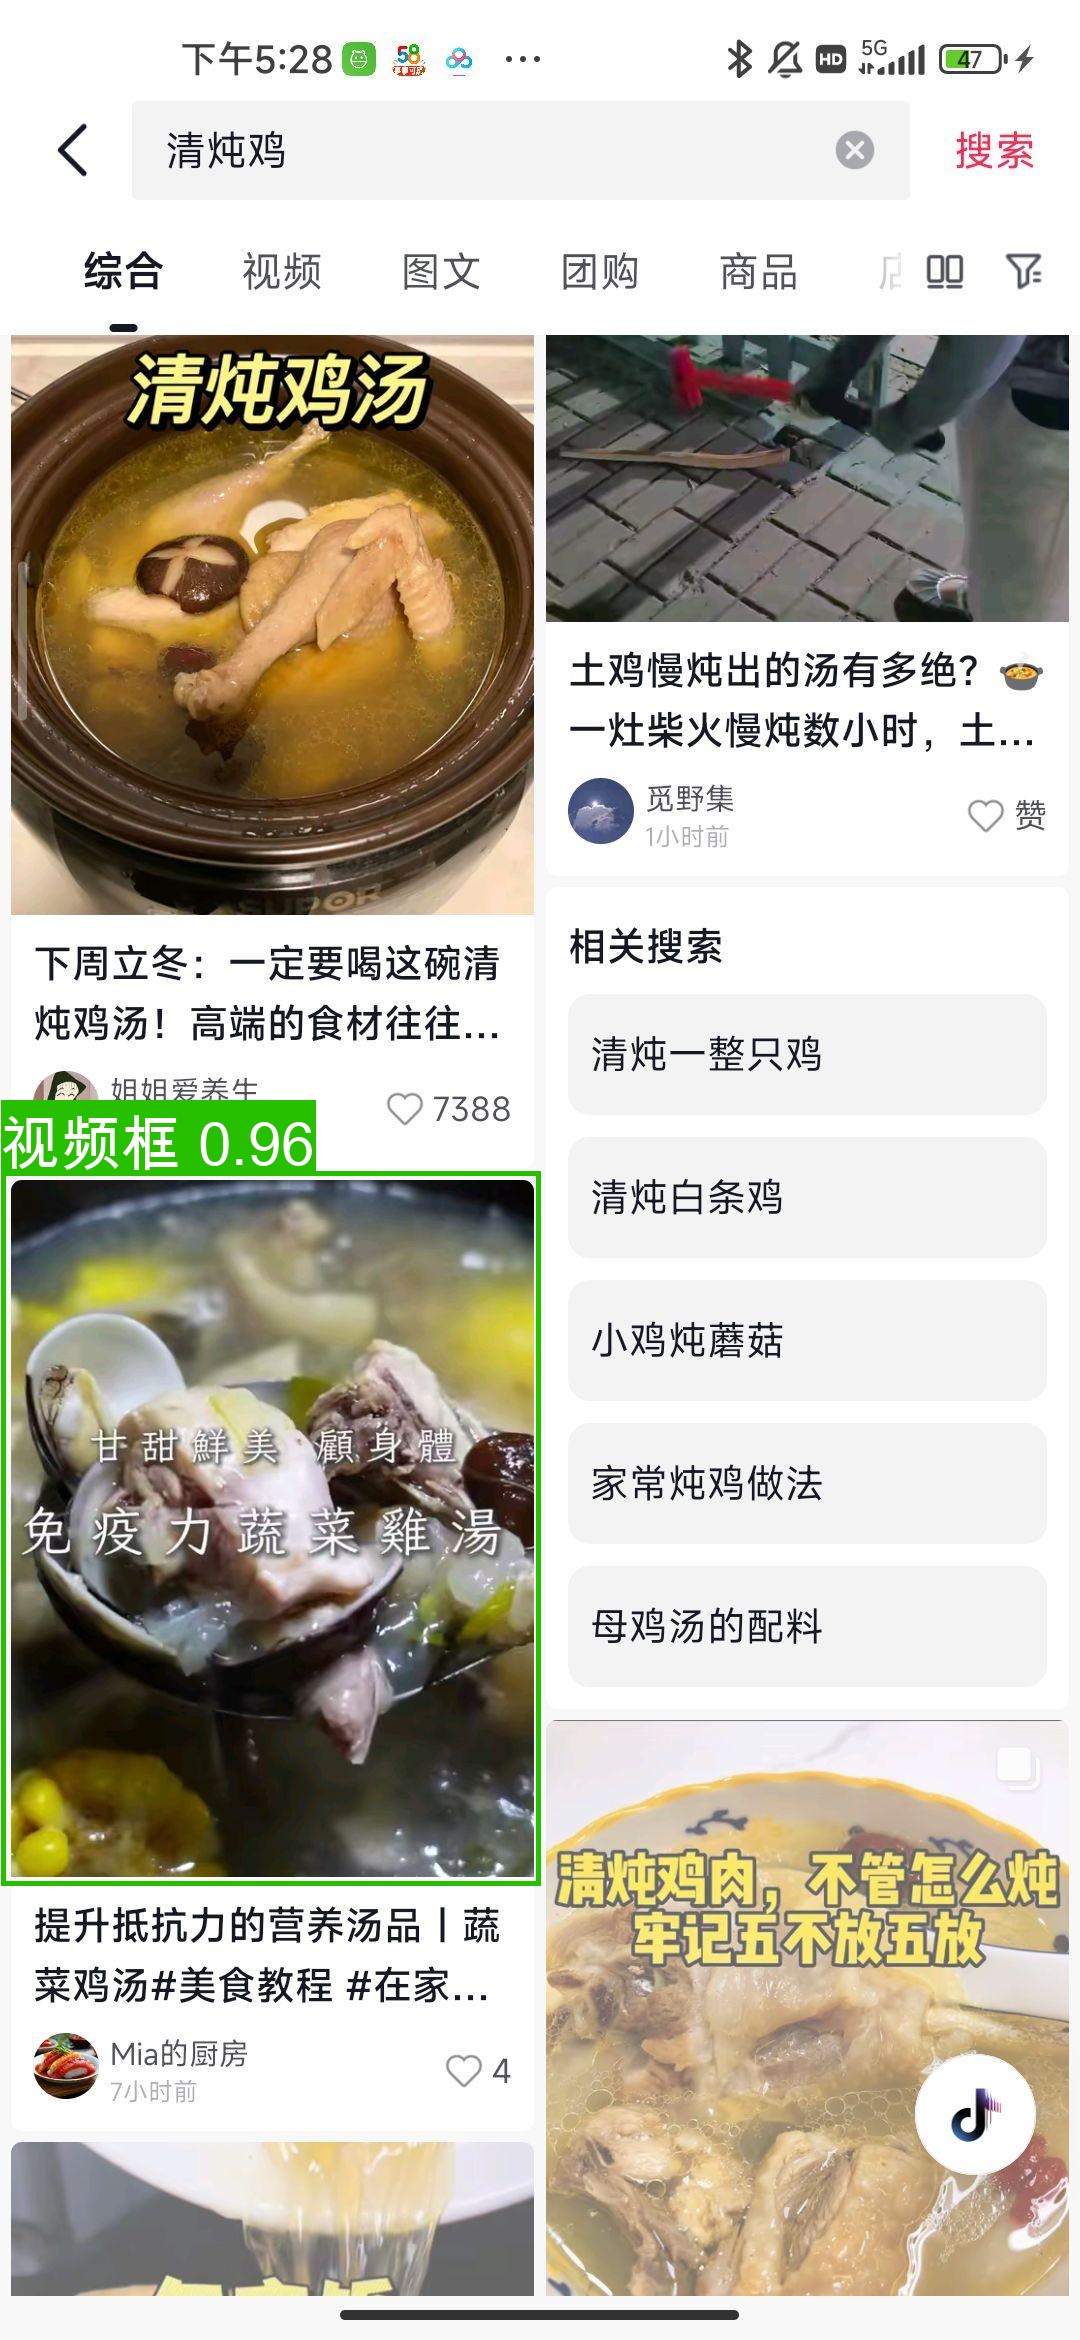 下午5:28
58
HD
5G
47
清炖鸡
搜索
综合
视频
图文
团购
商品
清炖鸡汤
SUPOR
下周立冬：一定要喝这碗清
炖鸡汤！高端的食材往往...
姐姐爱养生
7388
视频框 0.96
甘甜鮮美 顧身體
免疫力蔬菜雞湯
提升抵抗力的营养汤品丨蔬
菜鸡汤#美食教程 #在家...
Mia的厨房
7小时前
4
土鸡慢炖出的汤有多绝？
一灶柴火慢炖数小时，土...
觅野集
1小时前
赞
相关搜索
清炖一整只鸡
清炖白条鸡
小鸡炖蘑菇
家常炖鸡做法
母鸡汤的配料
清炖鸡肉，不管怎么炖
牢记五不放五放